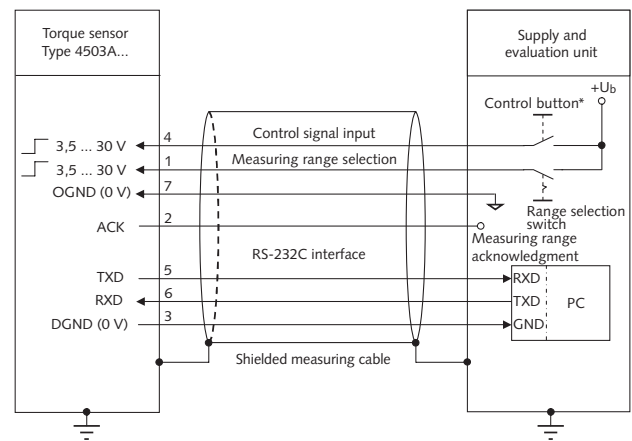 Torque sensor
Type 4503A...
Supply and
evaluation unit
+Ub
Control button*
3,5 ... 30 V
4
Control signal input
3,5 ... 30 V
1
Measuring range selection
OGND (0 V)
7
Range selection
switch
ACK
2
Measuring range
acknowledgment
RS-232C interface
TXD
5
RXD
RXD
6
TXD
PC
DGND (0 V)
3
GND
Shielded measuring cable